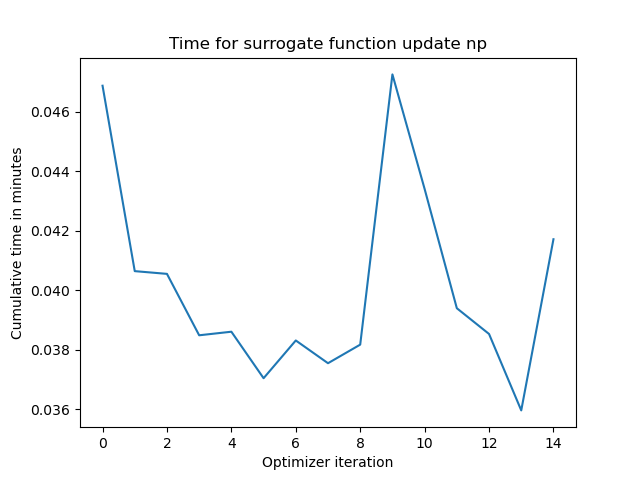 Time for surrogate function update np
Cumulative time in minutes
0.046
0.044
0.042
0.040
0.038
0.036
0 2 4 6 8 10 12 14
Optimizer iteration